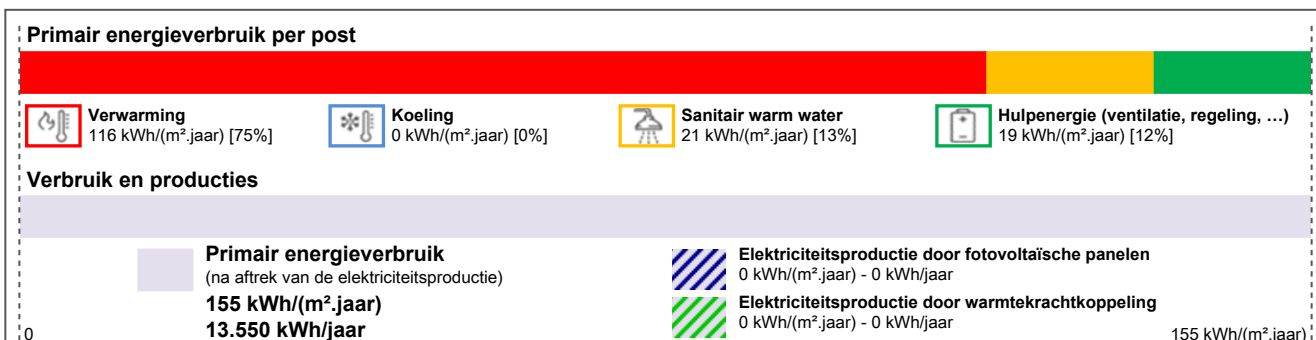 Primair energieverbruik per post
Verwarming
116 kWh/(m².jaar) [75%]
Koeling
0 kWh/(m².jaar) [0%]
Sanitair warm water
21 kWh/(m².jaar) [13%]
Hulpenergie (ventilatie, regeling, …)
19 kWh/(m².jaar) [12%]
Verbruik en producties
Primair energieverbruik
(na aftrek van de elektriciteitsproductie)
155 kWh/(m².jaar)
13.550 kWh/jaar
Elektriciteitsproductie door fotovoltaïsche panelen
0 kWh/(m².jaar) - 0 kWh/jaar
Elektriciteitsproductie door warmtekrachtkoppeling
0 kWh/(m².jaar) - 0 kWh/jaar
0
155 kWh/(m².jaar)